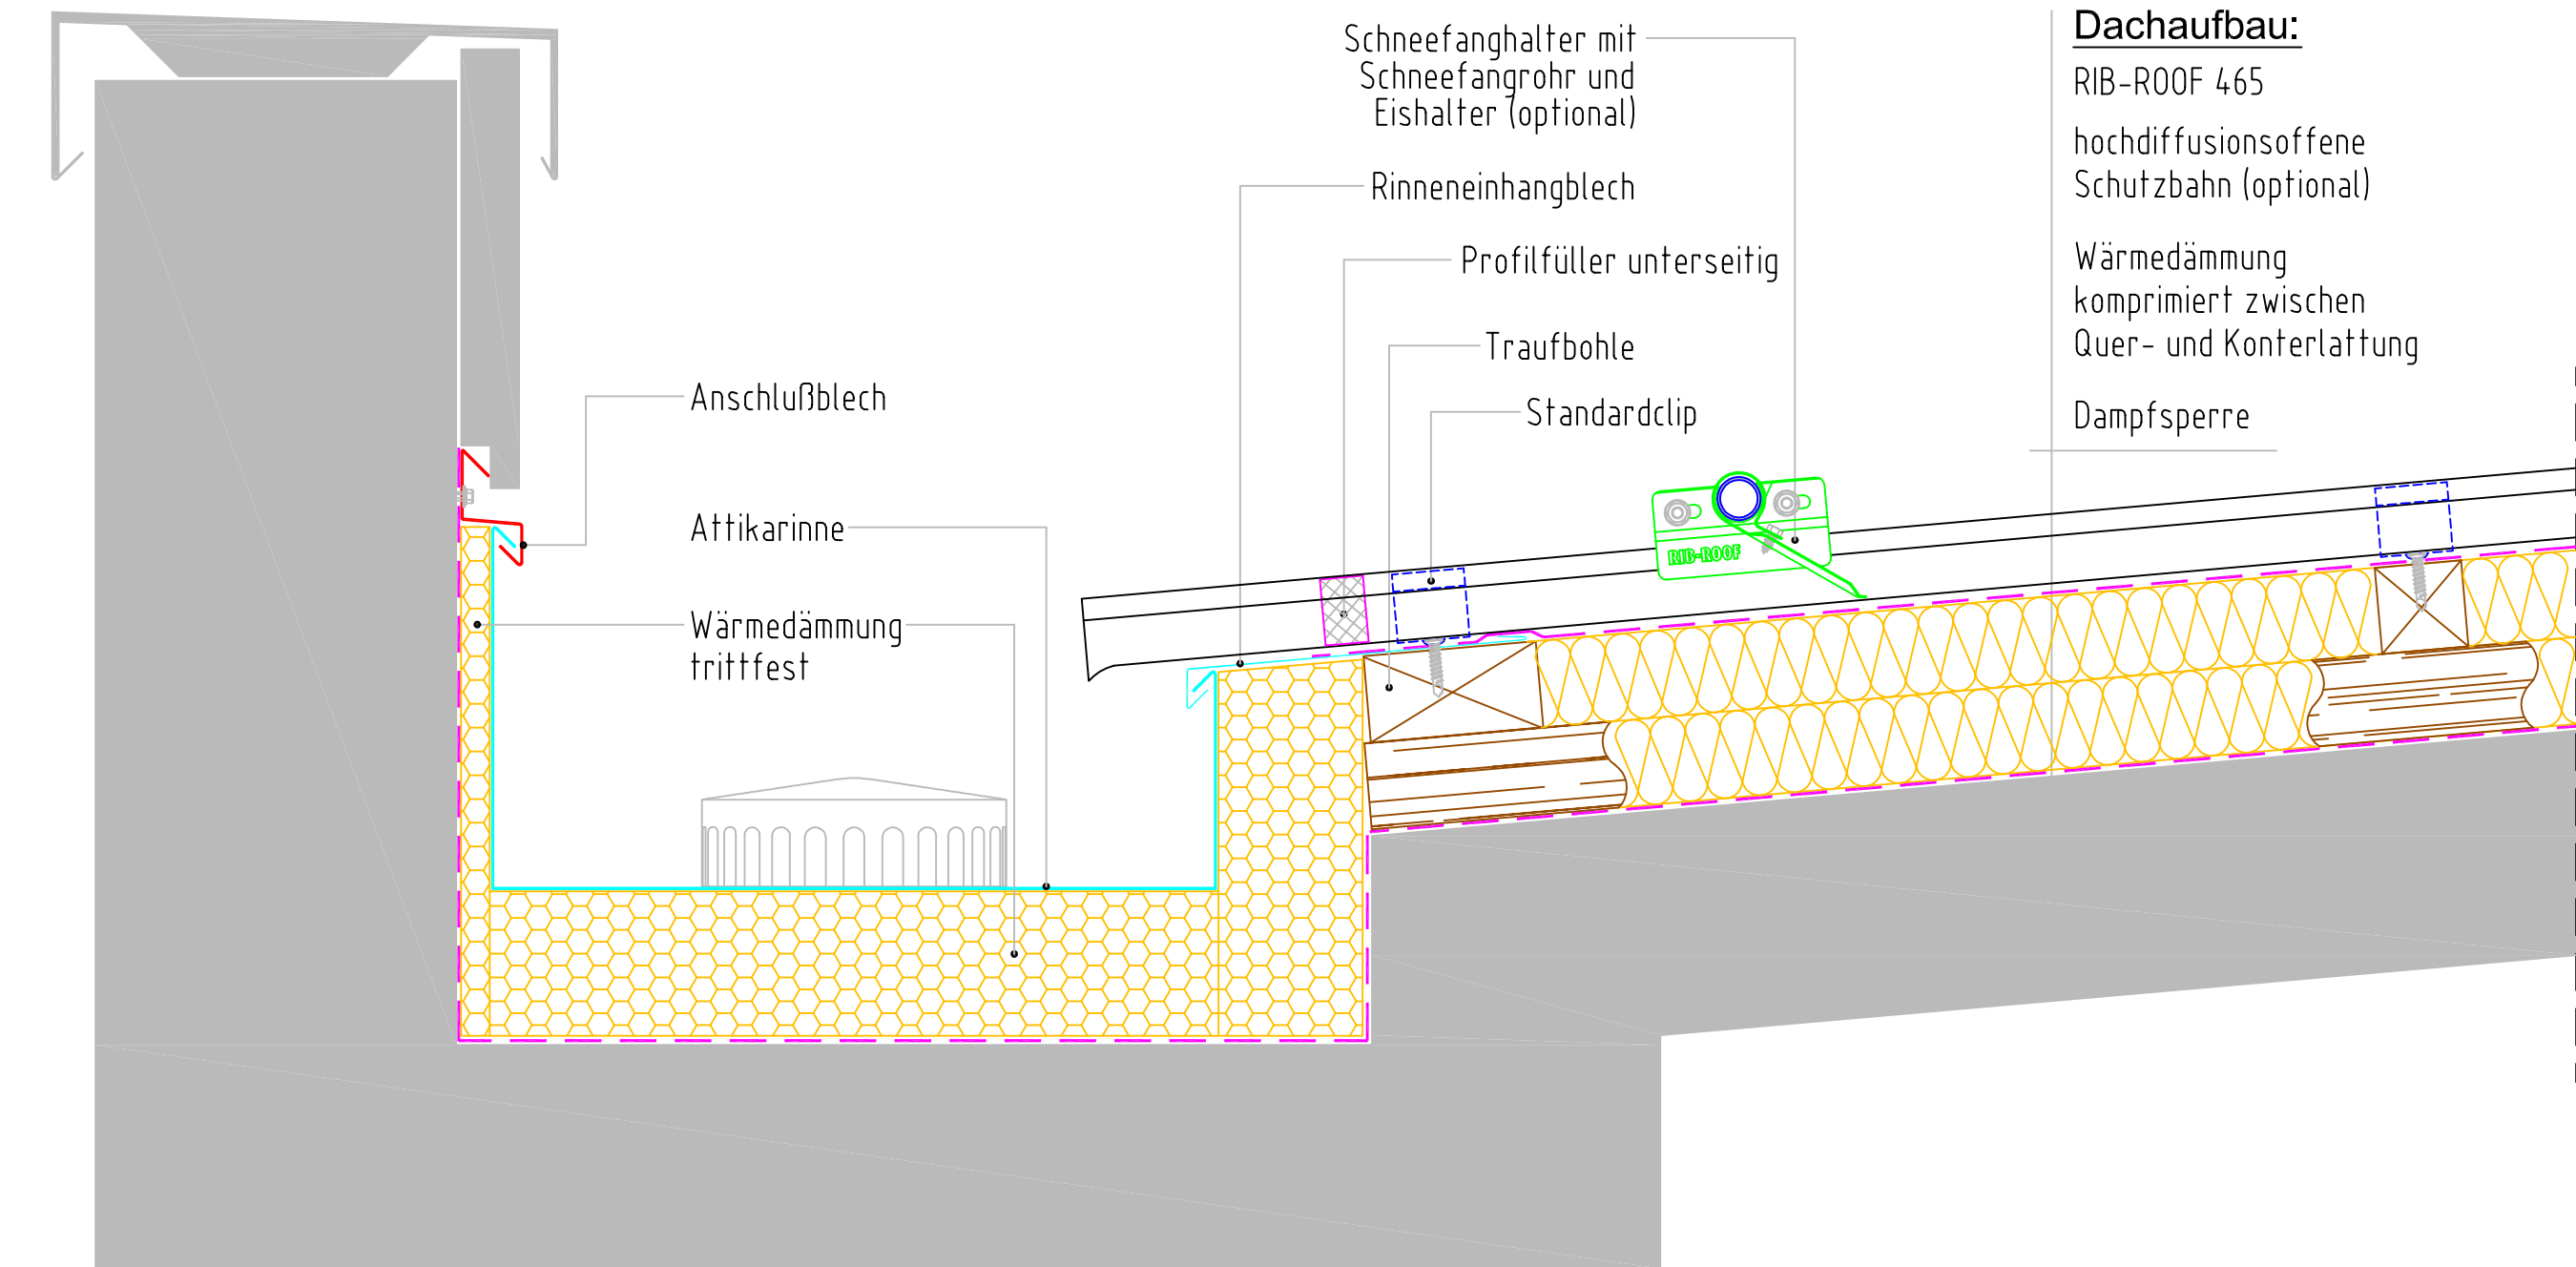 Schneefanghalter mit
Schneefangrohr und
Eishalter (optional)
Rinneneinhangblech
Profilfüller unterseitig
Traufbohle
Standardclip
Anschlußblech
Attikarinne
Wärmedämmung
trittfest
RIB-ROOF
Dachaufbau:
RIB-ROOF 465
hochdiffusionsoffene
Schutzbahn (optional)
Wärmedämmung
komprimiert zwischen
Quer- und Konterlattung
Dampfsperre